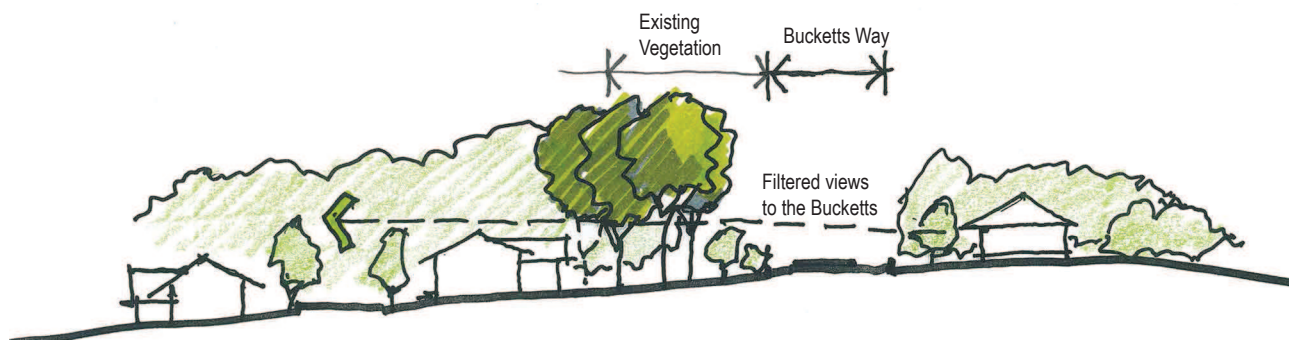 Existing
Vegetation
Bucketts Way
Filtered views
to the Bucketts